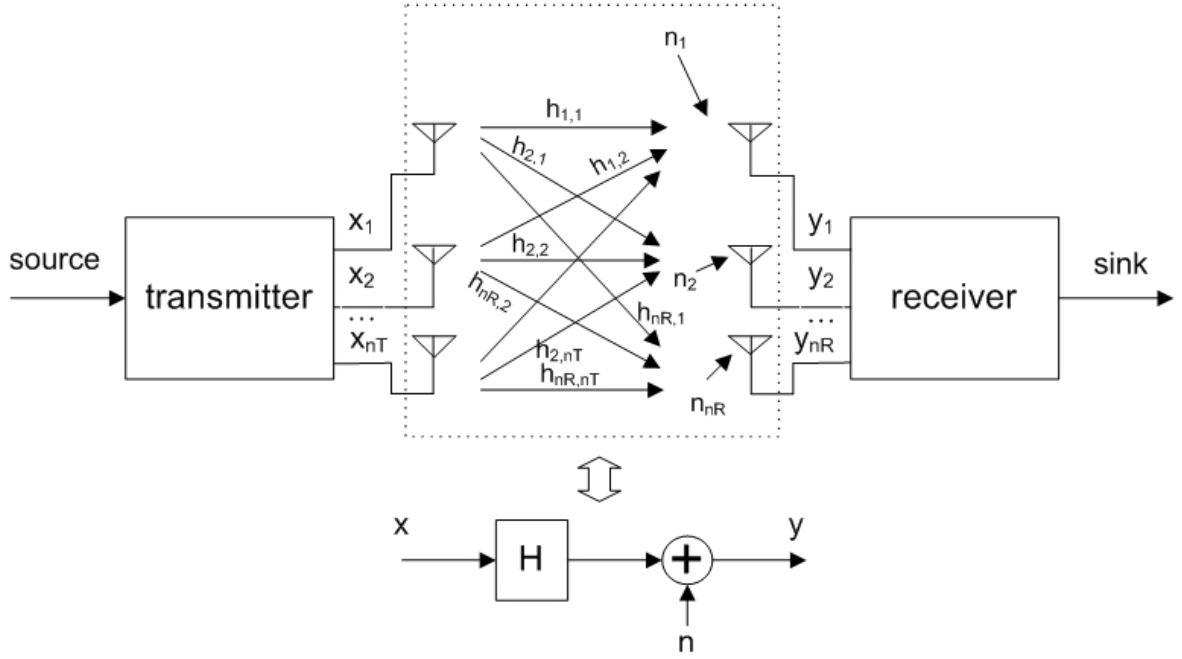 n1
h1,1
h2,1
h1,2
x1
y1
source
h2,2
sink
x2
n2
y2
transmitter
hnR,2
receiver
...
hnR,1
...
xnT
h2,nT
ynR
hnR,nT
nnR
x
H
+
y
n